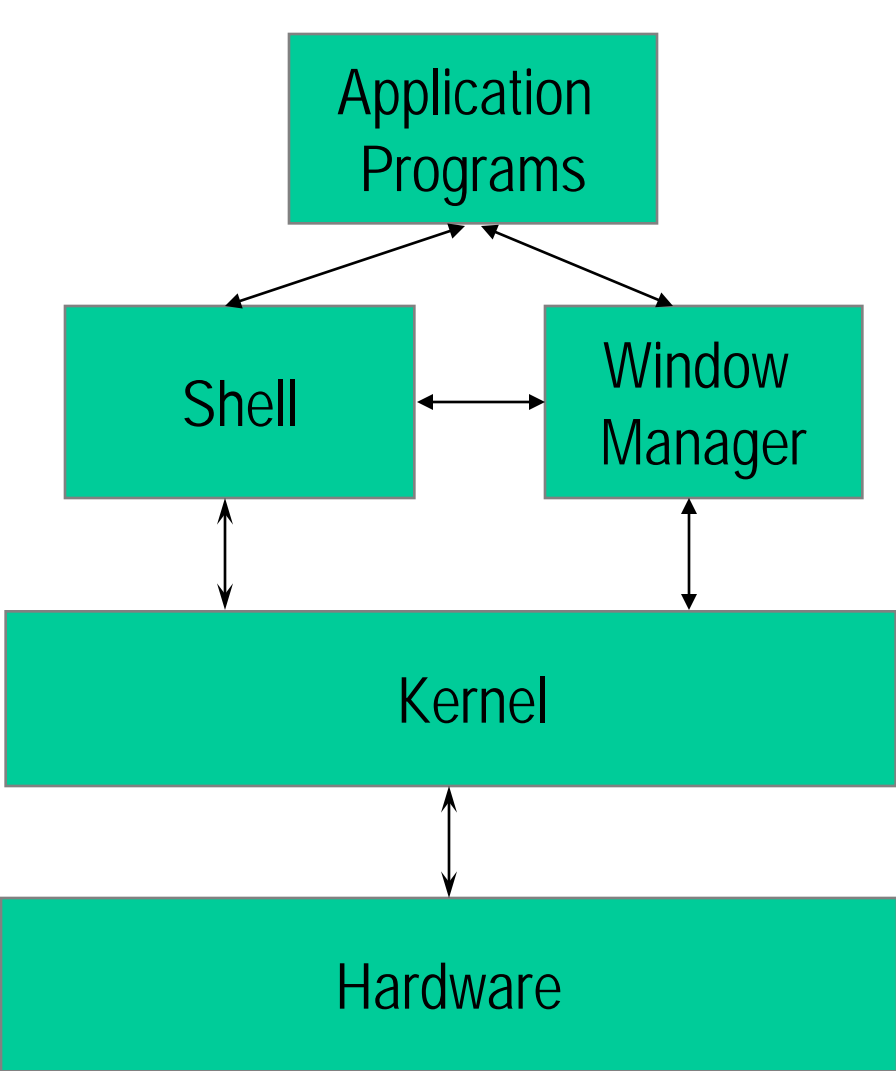 Application
Programs
Shell
Window
Manager
Kernel
Hardware